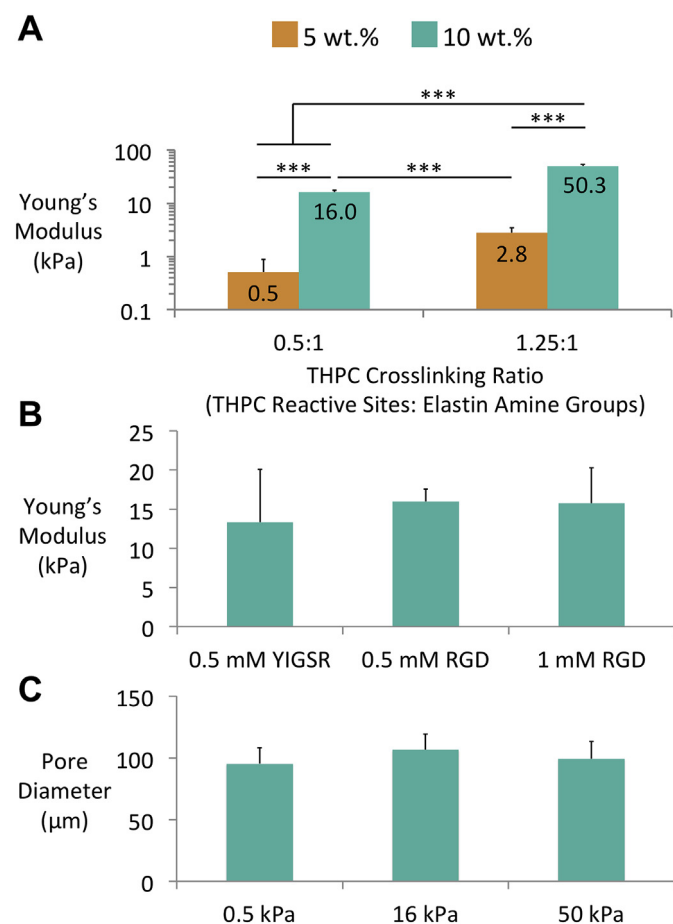 A
5 wt.% 10 wt.%
***
***
*** ***
100
10
1
0.1
Young's
Modulus
(kPa)
0.5
16.0
2.8
50.3
0.5:1 1.25:1
THPC Crosslinking Ratio
(THPC Reactive Sites: Elastin Amine Groups)
B
25
20
15
10
5
0
Young's
Modulus
(kPa)
0.5 mM YIGSR 0.5 mM RGD 1 mM RGD
C
150
100
50
0
Pore
Diameter
(μm)
0.5 kPa 16 kPa 50 kPa